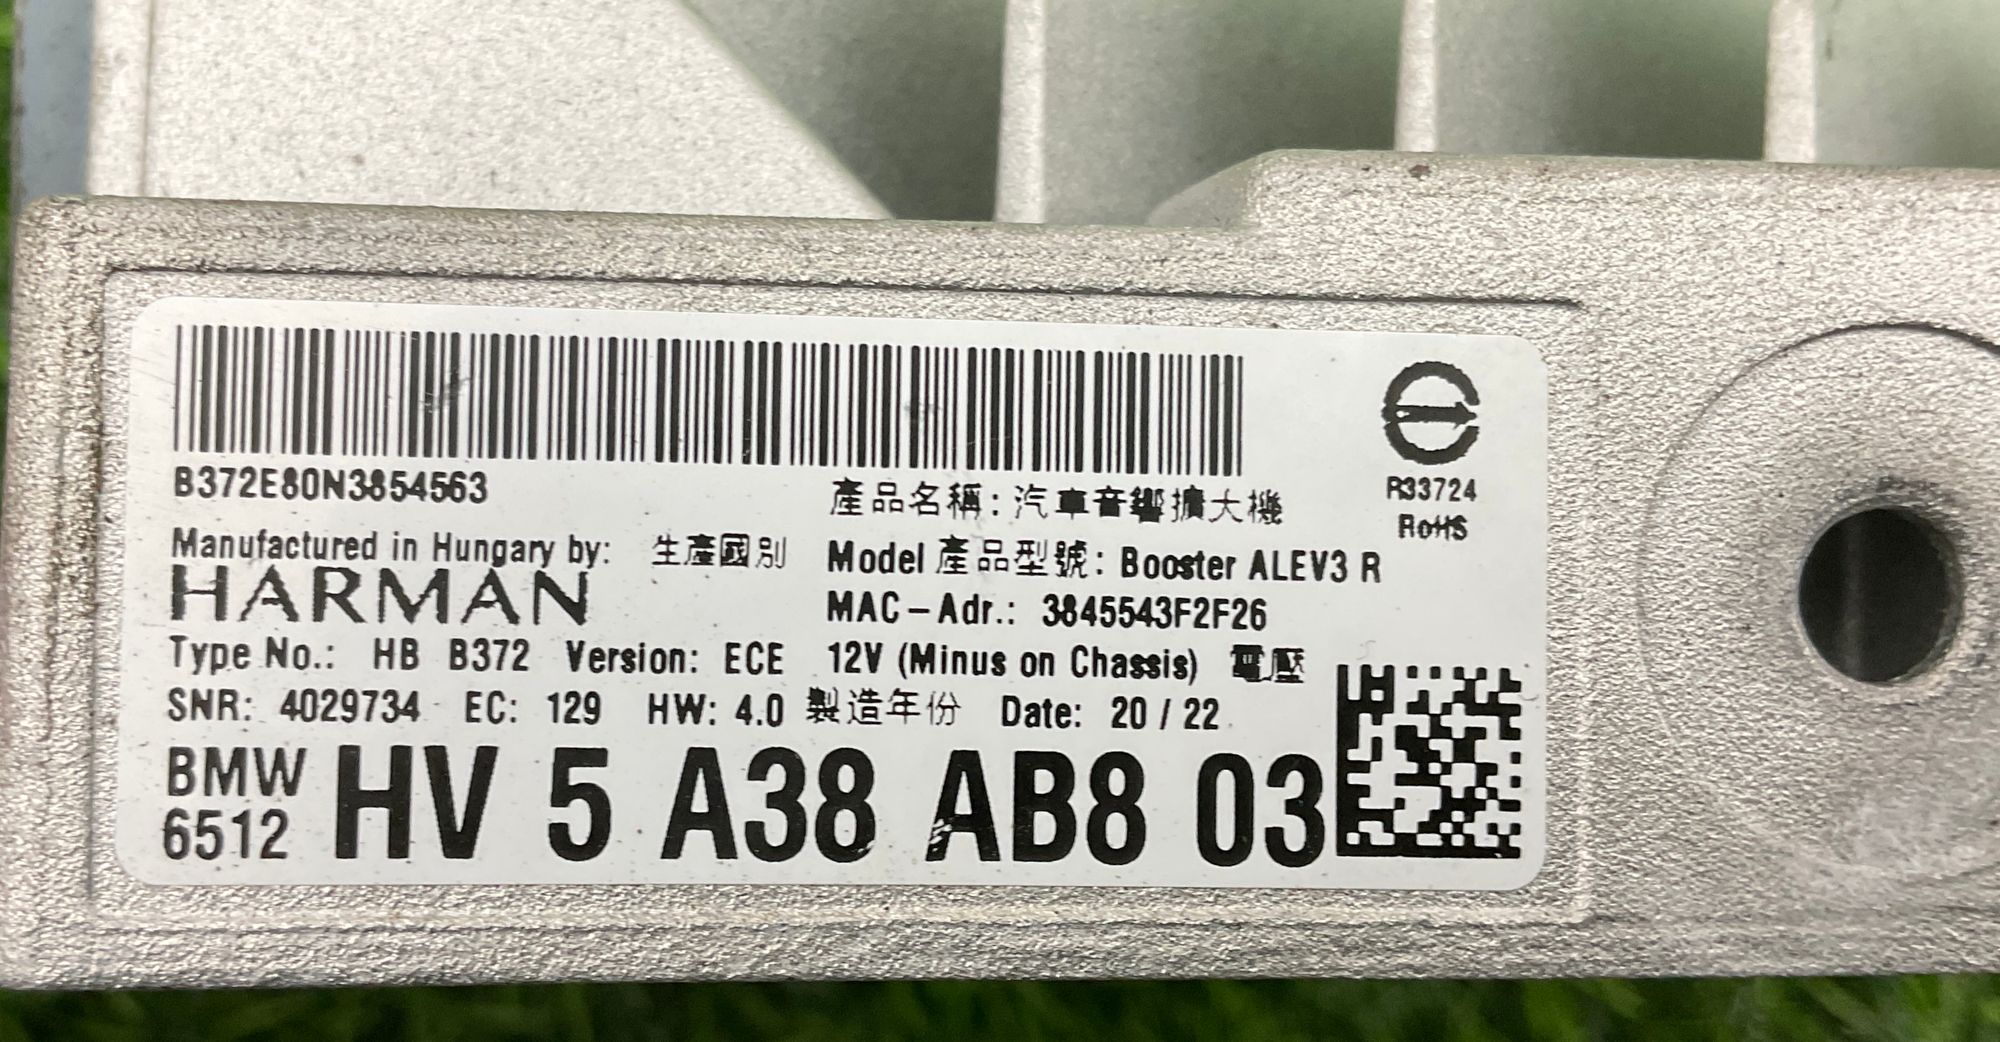 B372E80N3854563
R33724
RoHS
產品名稱: 汽車音響擴大機
Manufactured in Hungary by: 生產國別
HARMAN
Model 產品型號: Booster ALEV3 R
MAC-Adr.: 3845543F2F26
Type No.: HB B372 Version: ECE 12V (Minus on Chassis) 電壓
SNR: 4029734 EC: 129 HW: 4.0 製造年份 Date: 20 / 22
BMW
6512
HV 5 A38 AB8 03